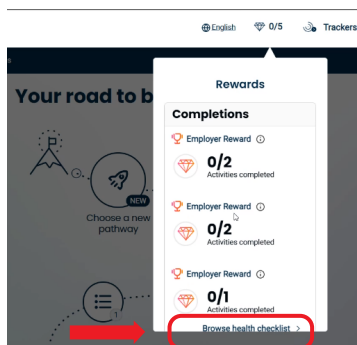 English 0/5 Trackers
s
Your road to b
Rewards
Completions
Employer Reward
0/2
Activities completed
NEW
Choose a new
pathway
Employer Reward
0/2
Activities completed
Employer Reward
0/1
Activities completed
1
Browse health checklist >